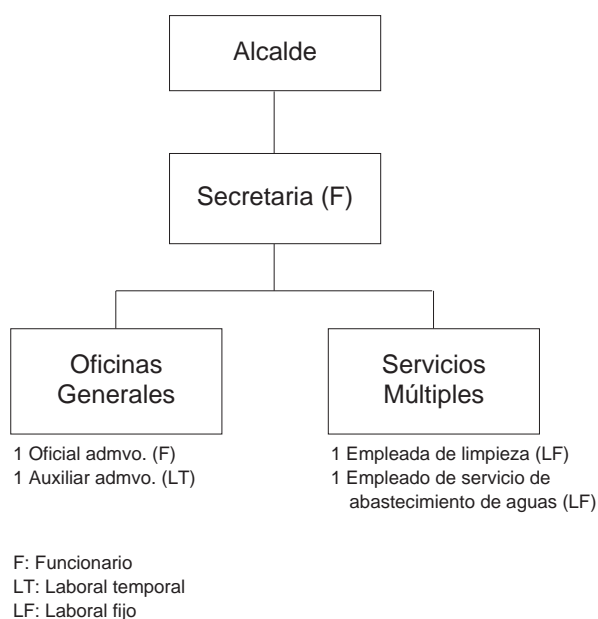 Alcalde
Secretaria (F)
Oficinas
Generales
1 Oficial admvo. (F)
1 Auxiliar admvo. (LT)
Servicios
Múltiples
1 Empleada de limpieza (LF)
1 Empleado de servicio de
abastecimiento de aguas (LF)
F: Funcionario
LT: Laboral temporal
LF: Laboral fijo